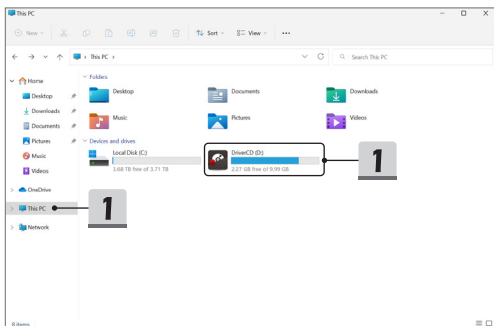 This PC
New
Sort
View
This PC
Search This PC
Home
Desktop
Downloads
Documents
Pictures
Music
Videos
OneDrive
This PC
Network
Folders
Desktop
Documents
Downloads
Music
Pictures
Videos
Devices and drives
Local Disk (C:)
3.68 TB free of 3.71 TB
DriverCD (D:)
2.27 GB free of 9.99 GB
1
1
8 items